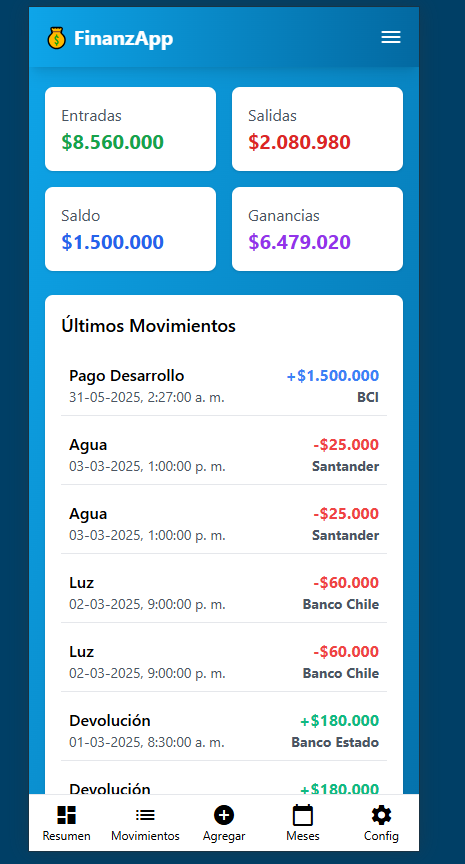 FinanzApp
Entradas
$8.560.000
Salidas
$2.080.980
Saldo
$1.500.000
Ganancias
$6.479.020
Últimos Movimientos
Pago Desarrollo
+$1.500.000
31-05-2025, 2:27:00 a. m.
BCI
Agua
-$25.000
03-03-2025, 1:00:00 p. m.
Santander
Agua
-$25.000
03-03-2025, 1:00:00 p. m.
Santander
Luz
-$60.000
02-03-2025, 9:00:00 p. m.
Banco Chile
Luz
-$60.000
02-03-2025, 9:00:00 p. m.
Banco Chile
Devolución
+$180.000
01-03-2025, 8:30:00 a. m.
Banco Estado
Devolución
+$180.000
Resumen
Movimientos
Agregar
Meses
Config